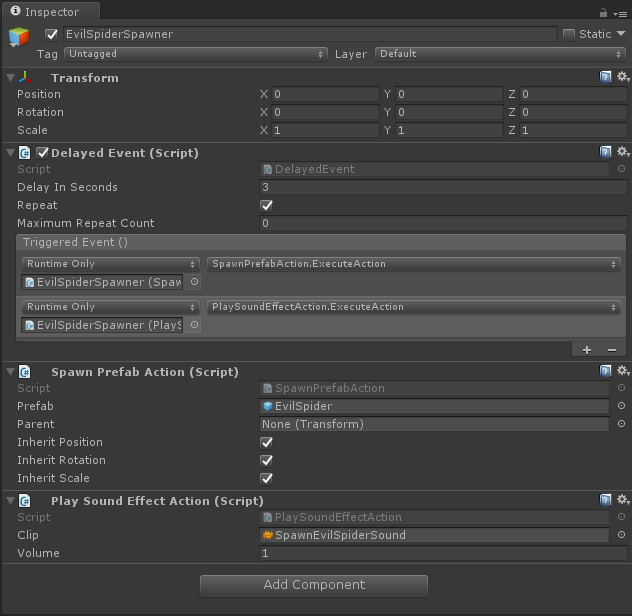 Inspector
EvilSpiderSpawner Static
Tag Untagged Layer Default
Transform
Position X 0 Y 0 Z 0
Rotation X 0 Y 0 Z 0
Scale X 1 Y 1 Z 1
Delayed Event (Script)
Script DelayedEvent
Delay In Seconds 3
Repeat
Maximum Repeat Count 0
Triggered Event ()
Runtime Only SpawnPrefabAction.ExecuteAction
EvilSpiderSpawner (Spaw
Runtime Only PlaySoundEffectAction.ExecuteAction
EvilSpiderSpawner (PlayS
Spawn Prefab Action (Script)
Script SpawnPrefabAction
Prefab EvilSpider
Parent None (Transform)
Inherit Position
Inherit Rotation
Inherit Scale
Play Sound Effect Action (Script)
Script PlaySoundEffectAction
Clip SpawnEvilSpiderSound
Volume 1
Add Component